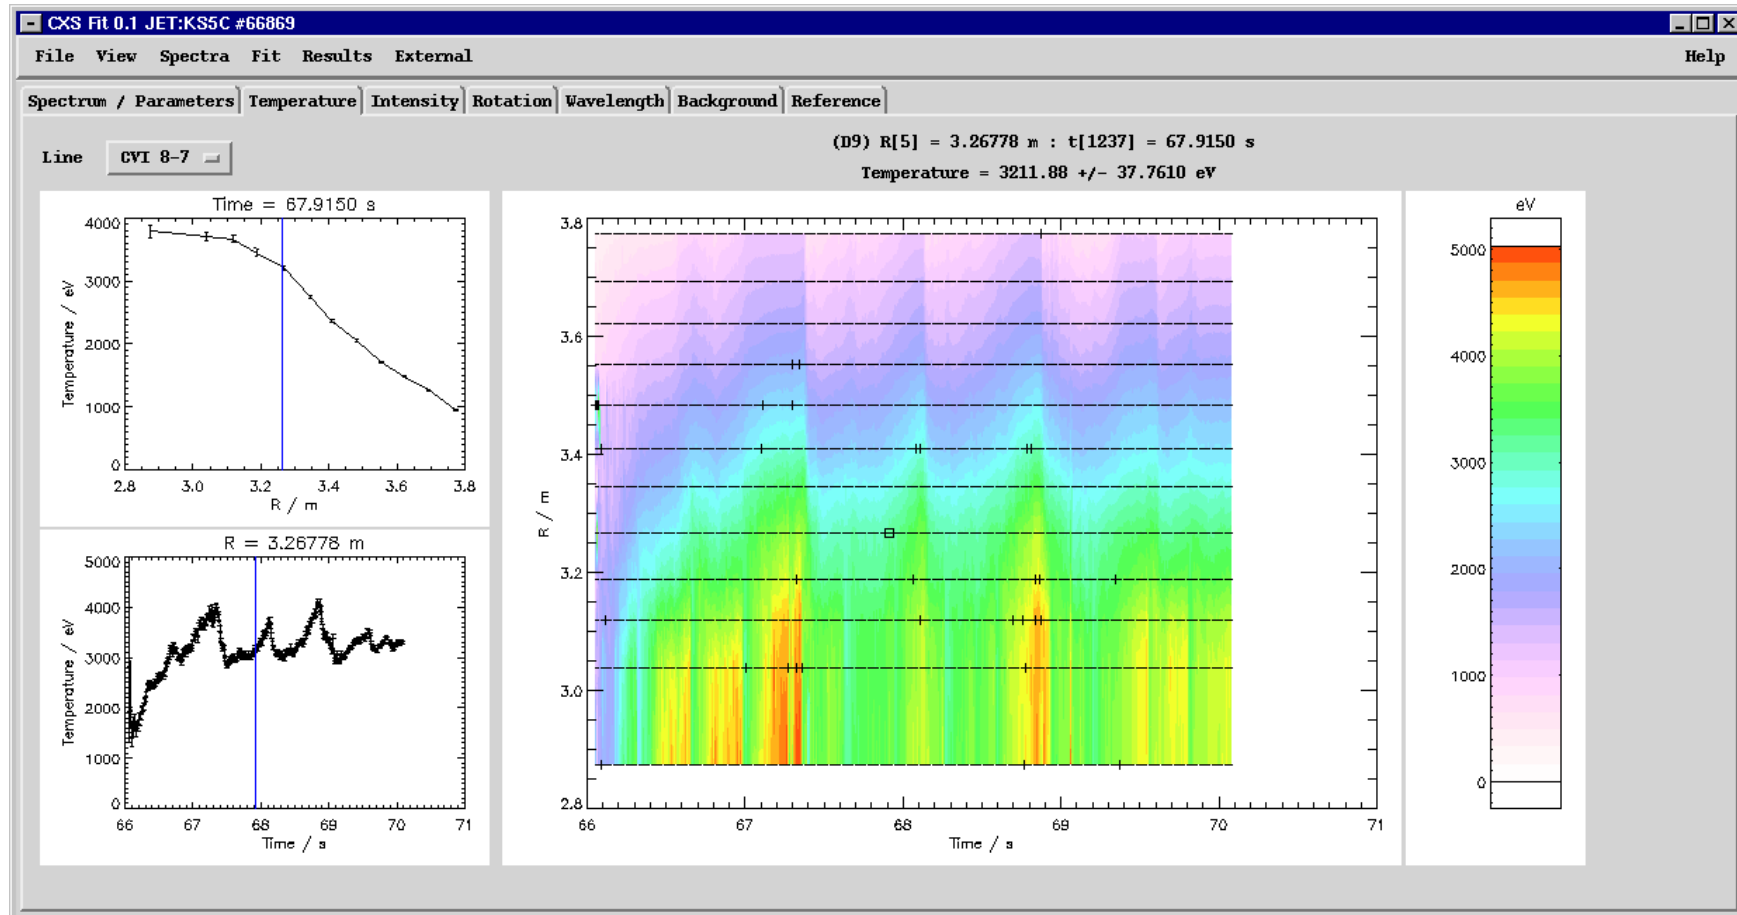 CXS Fit 0.1 JET:KS5C #66869
File View Spectra Fit Results External Help
Spectrum / Parameters Temperature Intensity Rotation Wavelength Background Reference
Line CVI 8-7
(D9) R[5] = 3.26778 m : t[1237] = 67.9150 s
Temperature = 3211.88 +/- 37.7610 eV
Time = 67.9150 s
Temperature / eV
4000
3000
2000
1000
0
2.8 3.0 3.2 3.4 3.6 3.8
R / m
R = 3.26778 m
Temperature / eV
5000
4000
3000
2000
1000
0
66 67 68 69 70 71
Time / s
R / m
3.8
3.6
3.4
3.2
3.0
2.8
66 67 68 69 70 71
Time / s
eV
5000
4000
3000
2000
1000
0